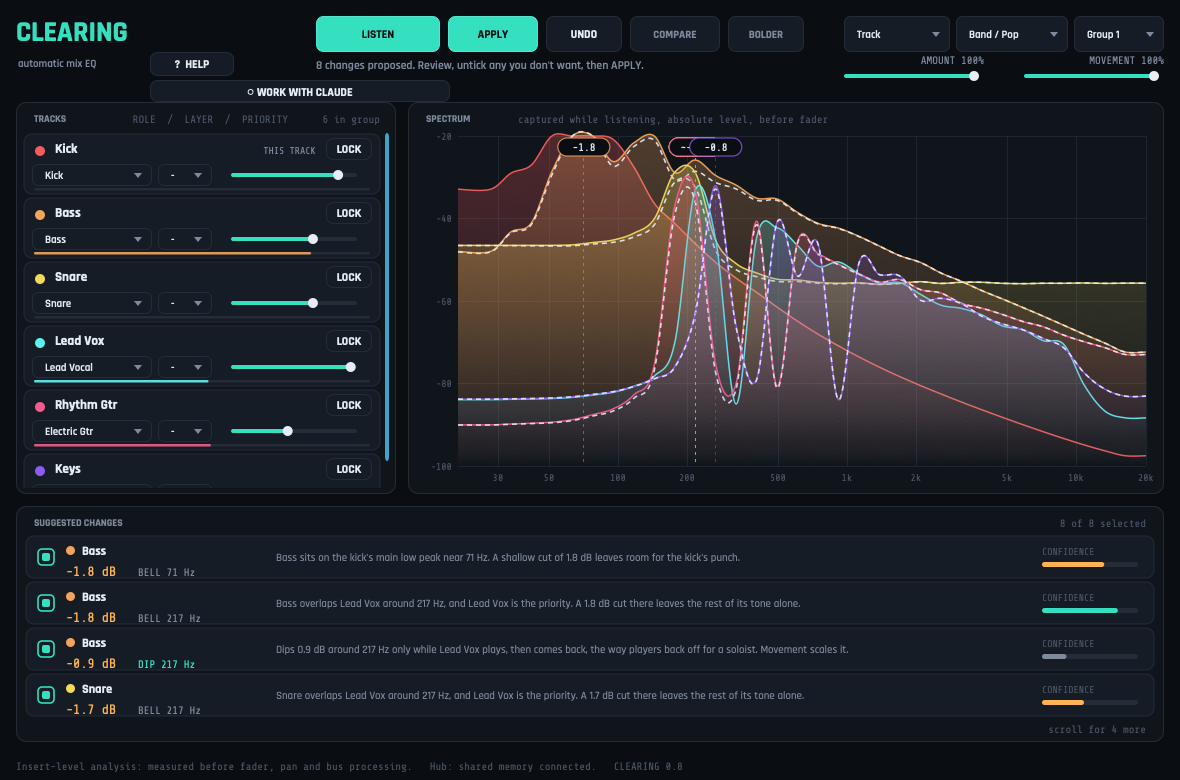 CLEARING
LISTEN
APPLY
UNDO
COMPARE
BOLDER
Track
Band / Pop
Group 1
automatic mix EQ
? HELP
8 changes proposed. Review, untick any you don't want, then APPLY.
AMOUNT 100%
MOVEMENT 100%
WORK WITH CLAUDE
TRACKS
ROLE / LAYER / PRIORITY
6 in group
Kick
THIS TRACK
LOCK
Kick
-
Bass
LOCK
Bass
-
Snare
LOCK
Snare
-
Lead Vox
LOCK
Lead Vocal
-
Rhythm Gtr
LOCK
Electric Gtr
-
Keys
LOCK
SPECTRUM
captured while listening, absolute level, before fader
-20
-40
-60
-80
-100
-1.8
-0.8
30
50
100
200
500
1k
2k
5k
10k
20k
SUGGESTED CHANGES
8 of 8 selected
Bass
-1.8 dB
BELL 71 Hz
Bass sits on the kick's main low peak near 71 Hz. A shallow cut of 1.8 dB leaves room for the kick's punch.
CONFIDENCE
Bass
-1.8 dB
BELL 217 Hz
Bass overlaps Lead Vox around 217 Hz, and Lead Vox is the priority. A 1.8 dB cut there leaves the rest of its tone alone.
CONFIDENCE
Bass
-0.9 dB
DIP 217 Hz
Dips 0.9 dB around 217 Hz only while Lead Vox plays, then comes back, the way players back off for a soloist. Movement scales it.
CONFIDENCE
Snare
-1.7 dB
BELL 217 Hz
Snare overlaps Lead Vox around 217 Hz, and Lead Vox is the priority. A 1.7 dB cut there leaves the rest of its tone alone.
CONFIDENCE
scroll for 4 more
Insert-level analysis: measured before fader, pan and bus processing. Hub: shared memory connected. CLEARING 0.8